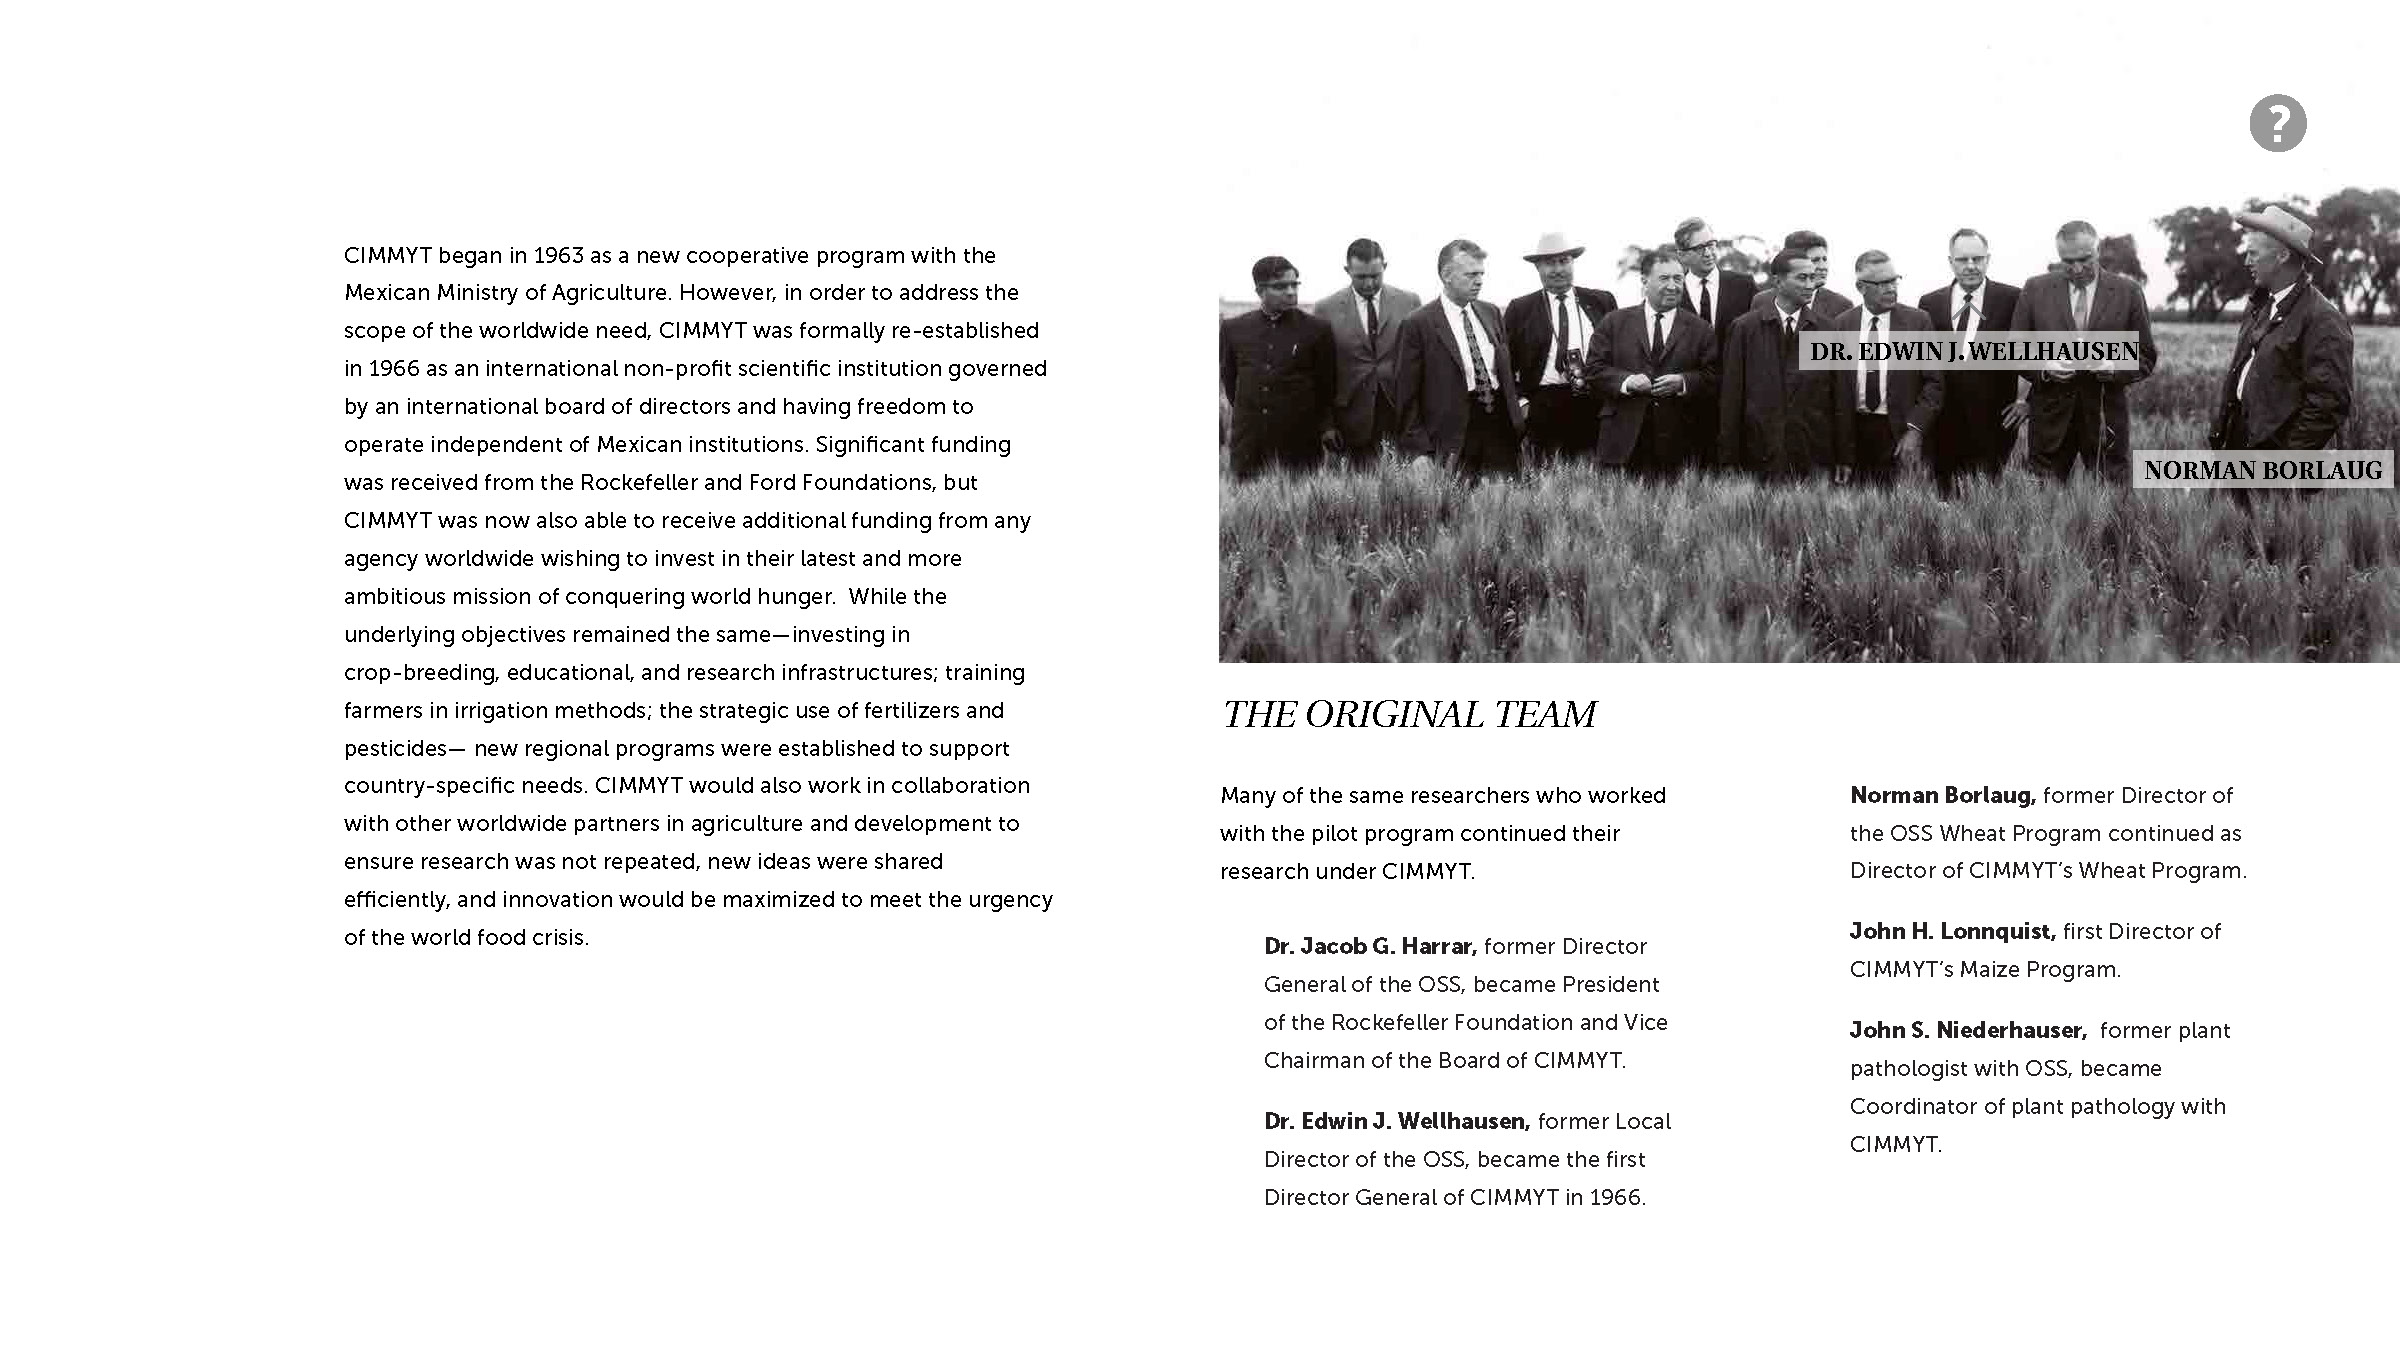 ?
CIMMYT began in 1963 as a new cooperative program with the
Mexican Ministry of Agriculture. However, in order to address the
scope of the worldwide need, CIMMYT was formally re-established
in 1966 as an international non-profit scientific institution governed
by an international board of directors and having freedom to
operate independent of Mexican institutions. Significant funding
was received from the Rockefeller and Ford Foundations, but
CIMMYT was now also able to receive additional funding from any
agency worldwide wishing to invest in their latest and more
ambitious mission of conquering world hunger.  While the
underlying objectives remained the same—investing in
crop-breeding, educational, and research infrastructures; training
farmers in irrigation methods; the strategic use of fertilizers and
pesticides— new regional programs were established to support
country-specific needs. CIMMYT would also work in collaboration
with other worldwide partners in agriculture and development to
ensure research was not repeated, new ideas were shared
efficiently, and innovation would be maximized to meet the urgency
of the world food crisis.
DR. EDWIN J. WELLHAUSEN
NORMAN BORLAUG
THE ORIGINAL TEAM
Many of the same researchers who worked
with the pilot program continued their
research under CIMMYT.
Dr. Jacob G. Harrar, former Director
General of the OSS, became President
of the Rockefeller Foundation and Vice
Chairman of the Board of CIMMYT.
Dr. Edwin J. Wellhausen, former Local
Director of the OSS, became the first
Director General of CIMMYT in 1966.
Norman Borlaug, former Director of
the OSS Wheat Program continued as
Director of CIMMYT's Wheat Program.
John H. Lonnquist, first Director of
CIMMYT's Maize Program.
John S. Niederhauser,  former plant
pathologist with OSS, became
Coordinator of plant pathology with
CIMMYT.